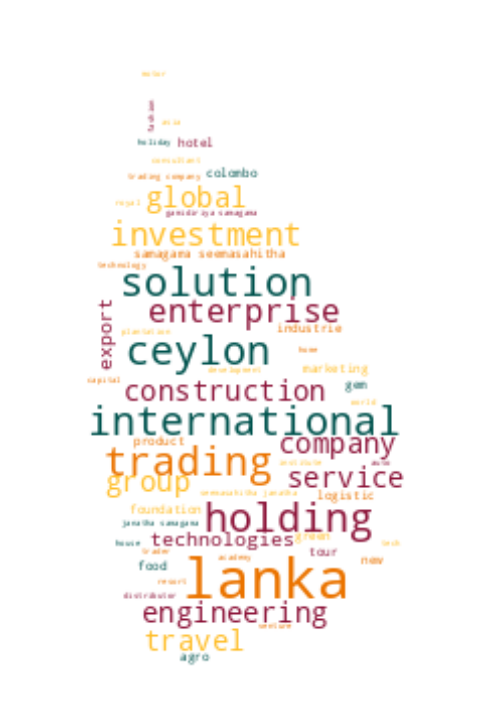 motor
asia
holiday hotel
consultant
trading company colombo
global
royal
gamidiriya samagama
investment
samagama seemasahitha
technology
solution
export
enterprise
plantation industrie
ceylon home
development marketing
capital gem
construction
world
international
product company
trading auto
institute
service
group
seemasahitha janatha logistic
foundation holding
janatha samagama
technologies green
house tech
trader tour
academy new
food
lanka
resort
distributor
engineering
venture
travel
agro